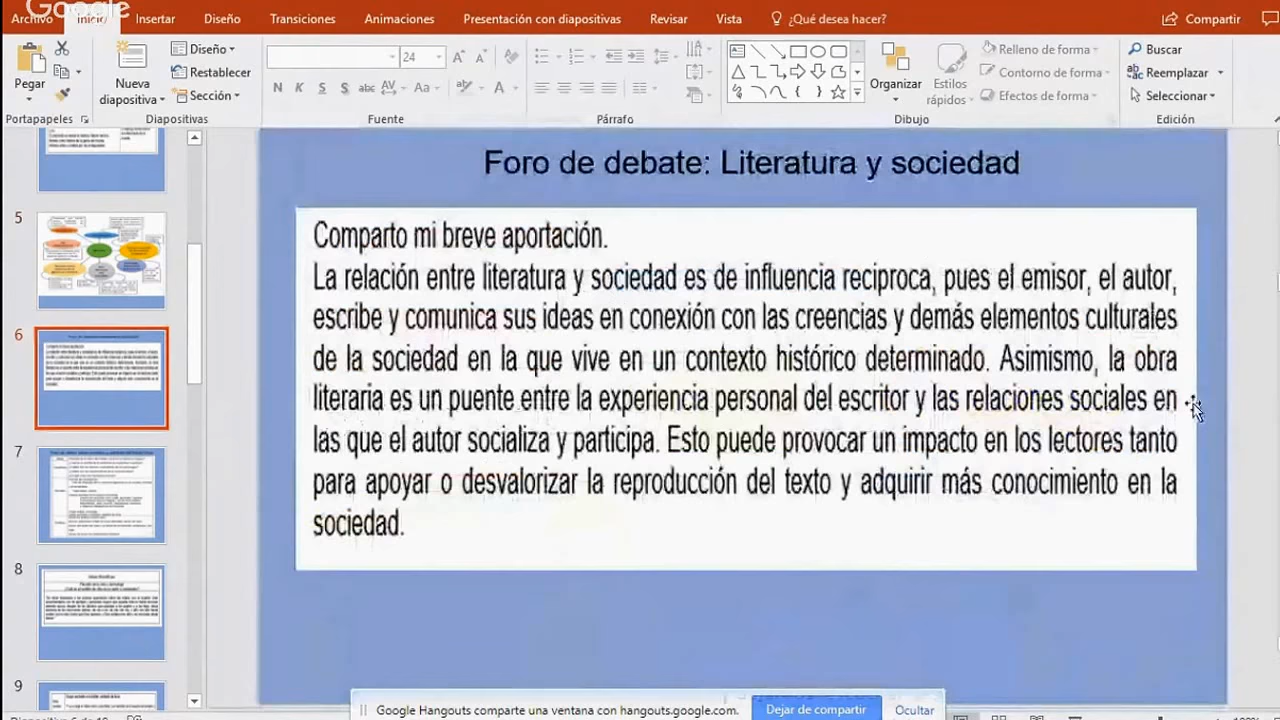 Google
Archivo Inicio Insertar Diseño Transiciones Animaciones Presentación con diapositivas Revisar Vista ¿Qué desea hacer? Compartir
Pegar
Nueva diapositiva
Diseño
Restablecer
Sección
24
N K S S abc AV Aa A
Organizar
Estilos rápidos
Relleno de forma
Contorno de forma
Efectos de forma
Buscar
Reemplazar
Seleccionar
Portapapeles Diapositivas Fuente Párrafo Dibujo Edición
5
6
7
8
9
Foro de debate: Literatura y sociedad
Comparto mi breve aportación.
La relación entre literatura y sociedad es de influencia reciproca, pues el emisor, el autor,
escribe y comunica sus ideas en conexión con las creencias y demás elementos culturales
de la sociedad en la que vive en un contexto histórico determinado. Asimismo, la obra
literaria es un puente entre la experiencia personal del escritor y las relaciones sociales en
las que el autor socializa y participa. Esto puede provocar un impacto en los lectores tanto
para apoyar o desvalorizar la reproducción del texto y adquirir más conocimiento en la
sociedad.
Google Hangouts comparte una ventana con hangouts.google.com. Dejar de compartir Ocultar